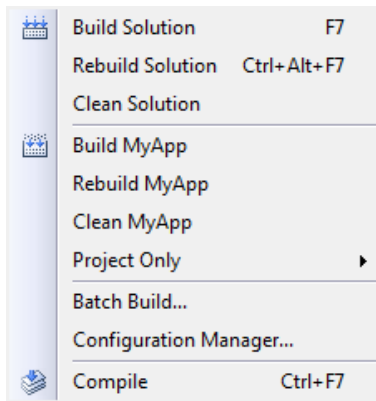 Build Solution F7
Rebuild Solution Ctrl+Alt+F7
Clean Solution
Build MyApp
Rebuild MyApp
Clean MyApp
Project Only
Batch Build...
Configuration Manager...
Compile Ctrl+F7